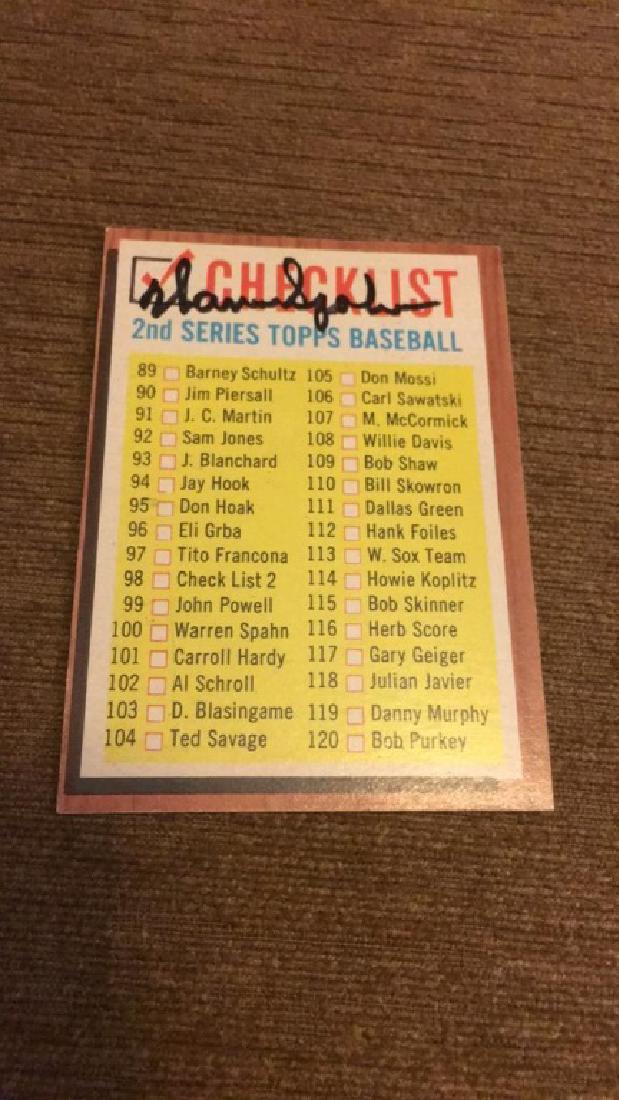 CHECKLIST
Warren Spahn
2nd SERIES TOPPS BASEBALL
89 Barney Schultz
90 Jim Piersall
91 J. C. Martin
92 Sam Jones
93 J. Blanchard
94 Jay Hook
95 Don Hoak
96 Eli Grba
97 Tito Francona
98 Check List 2
99 John Powell
100 Warren Spahn
101 Carroll Hardy
102 Al Schroll
103 D. Blasingame
104 Ted Savage
105 Don Mossi
106 Carl Sawatski
107 M. McCormick
108 Willie Davis
109 Bob Shaw
110 Bill Skowron
111 Dallas Green
112 Hank Foiles
113 W. Sox Team
114 Howie Koplitz
115 Bob Skinner
116 Herb Score
117 Gary Geiger
118 Julian Javier
119 Danny Murphy
120 Bob Purkey